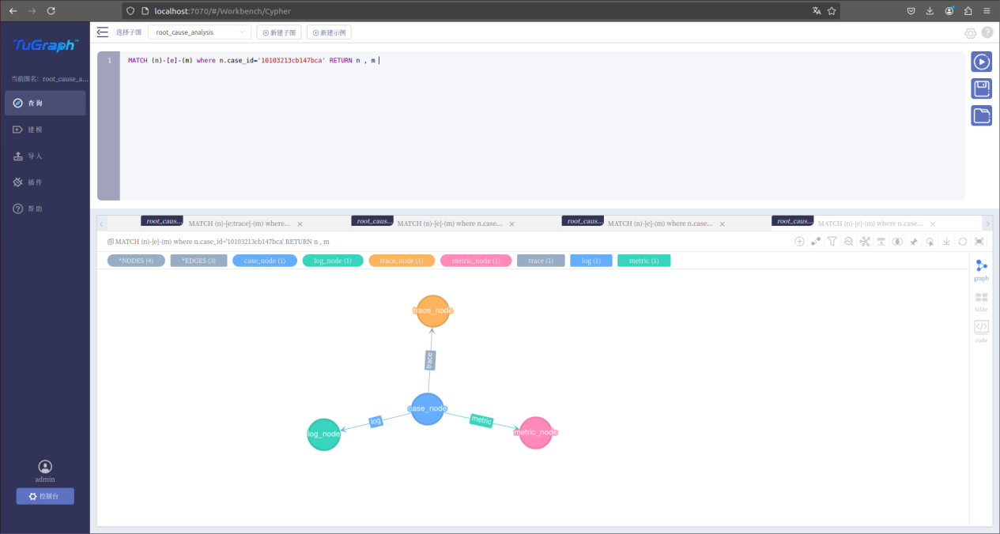 localhost:7070/#/Workbench/Cypher
TuGraph™
选择子图
root_cause_analysis
新建子图
新建示例
当前图名: root_cause_a...
查询
建模
导入
插件
帮助
1
MATCH (n)-[e]-(m) where n.case_id='10103213cb147bca' RETURN n , m
root_caus...
MATCH (n)-[e:trace]-(m) where...
root_caus...
MATCH (n)-[e]-(m) where n.case...
root_caus...
MATCH (n)-[e]-(m) where n.case...
root_caus...
MATCH (n)-[e]-(m) where n.case...
MATCH (n)-[e]-(m) where n.case_id='10103213cb147bca' RETURN n , m
*NODES (4)
*EDGES (3)
case_node (1)
log_node (1)
trace_node (1)
metric_node (1)
trace (1)
log (1)
metric (1)
graph
table
code
trace_node
trace
case_node
log
metric
log_node
metric_node
admin
控制台